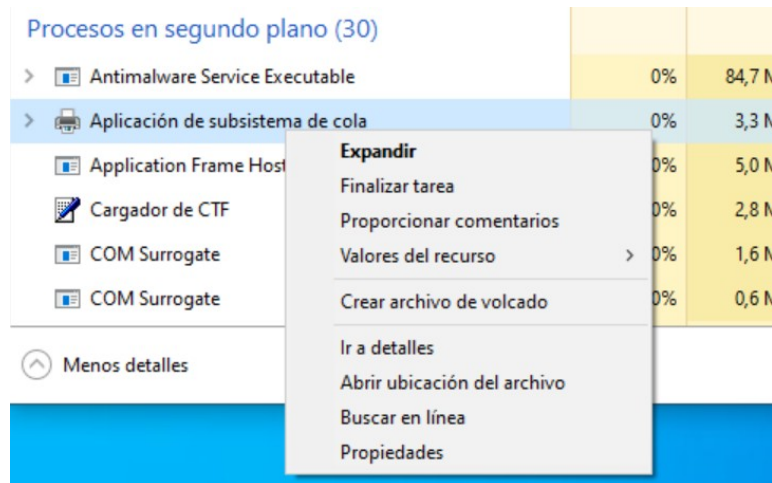 Procesos en segundo plano (30)
Antimalware Service Executable 0% 84,7 M
Aplicación de subsistema de cola 0% 3,3 M
Application Frame Host 0% 5,0 M
Cargador de CTF 0% 2,8 M
COM Surrogate 0% 1,6 M
COM Surrogate 0% 0,6 M
Menos detalles
Expandir
Finalizar tarea
Proporcionar comentarios
Valores del recurso
Crear archivo de volcado
Ir a detalles
Abrir ubicación del archivo
Buscar en línea
Propiedades